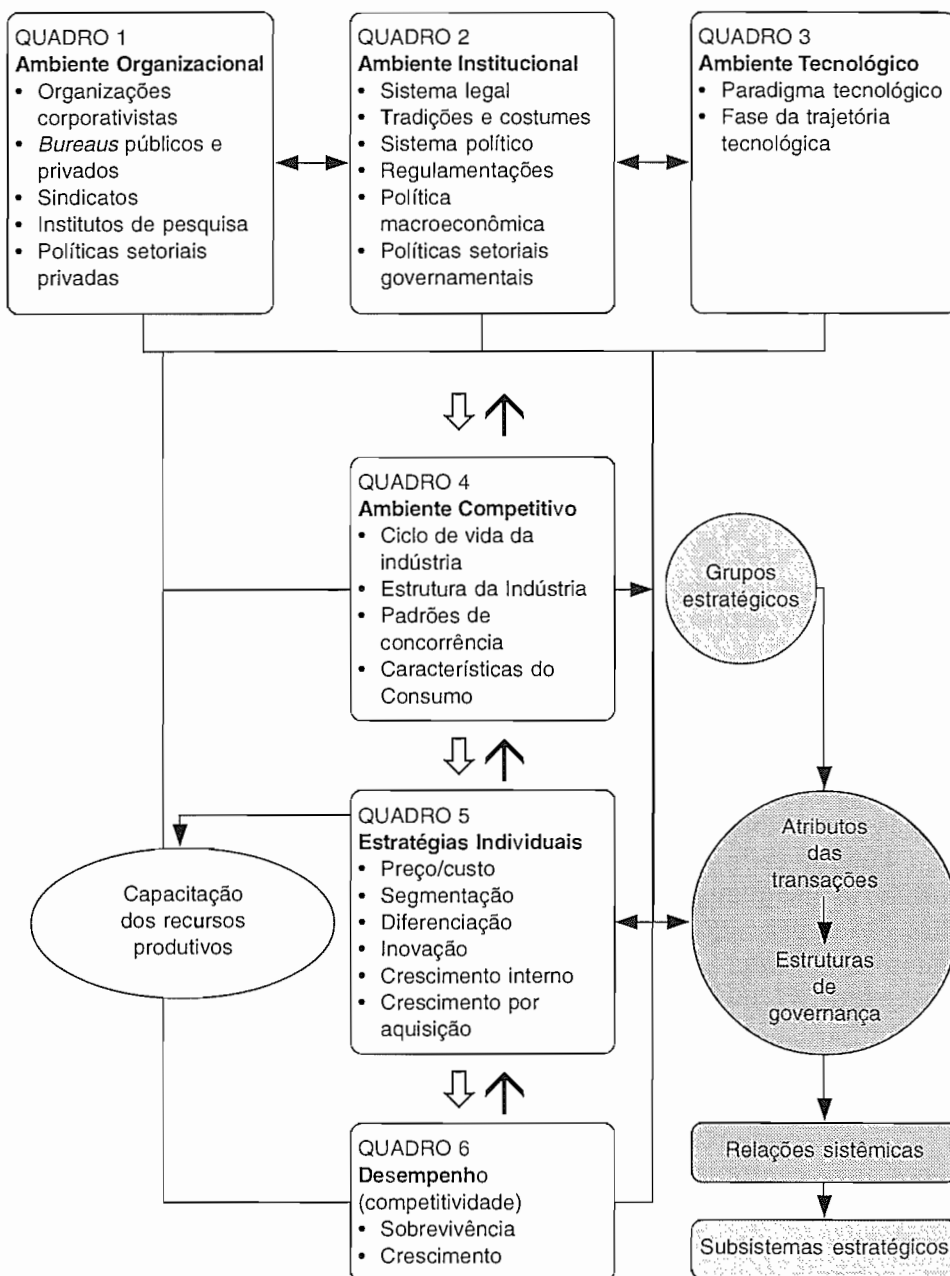 QUADRO 1
Ambiente Organizacional
• Organizações
corporativistas
• Bureaus públicos e
privados
• Sindicatos
• Institutos de pesquisa
• Políticas setoriais
privadas
QUADRO 2
Ambiente Institucional
• Sistema legal
• Tradições e costumes
• Sistema político
• Regulamentações
• Política
macroeconômica
• Políticas setoriais
governamentais
QUADRO 3
Ambiente Tecnológico
• Paradigma tecnológico
• Fase da trajetória
tecnológica
QUADRO 4
Ambiente Competitivo
• Ciclo de vida da
indústria
• Estrutura da Indústria
• Padrões de
concorrência
• Características do
Consumo
Grupos
estratégicos
QUADRO 5
Estratégias Individuais
• Preço/custo
• Segmentação
• Diferenciação
• Inovação
• Crescimento interno
• Crescimento por
aquisição
Capacitação
dos recursos
produtivos
Atributos
das
transações
Estruturas
de
governança
QUADRO 6
Desempenho
(competitividade)
• Sobrevivência
• Crescimento
Relações sistêmicas
Subsistemas estratégicos